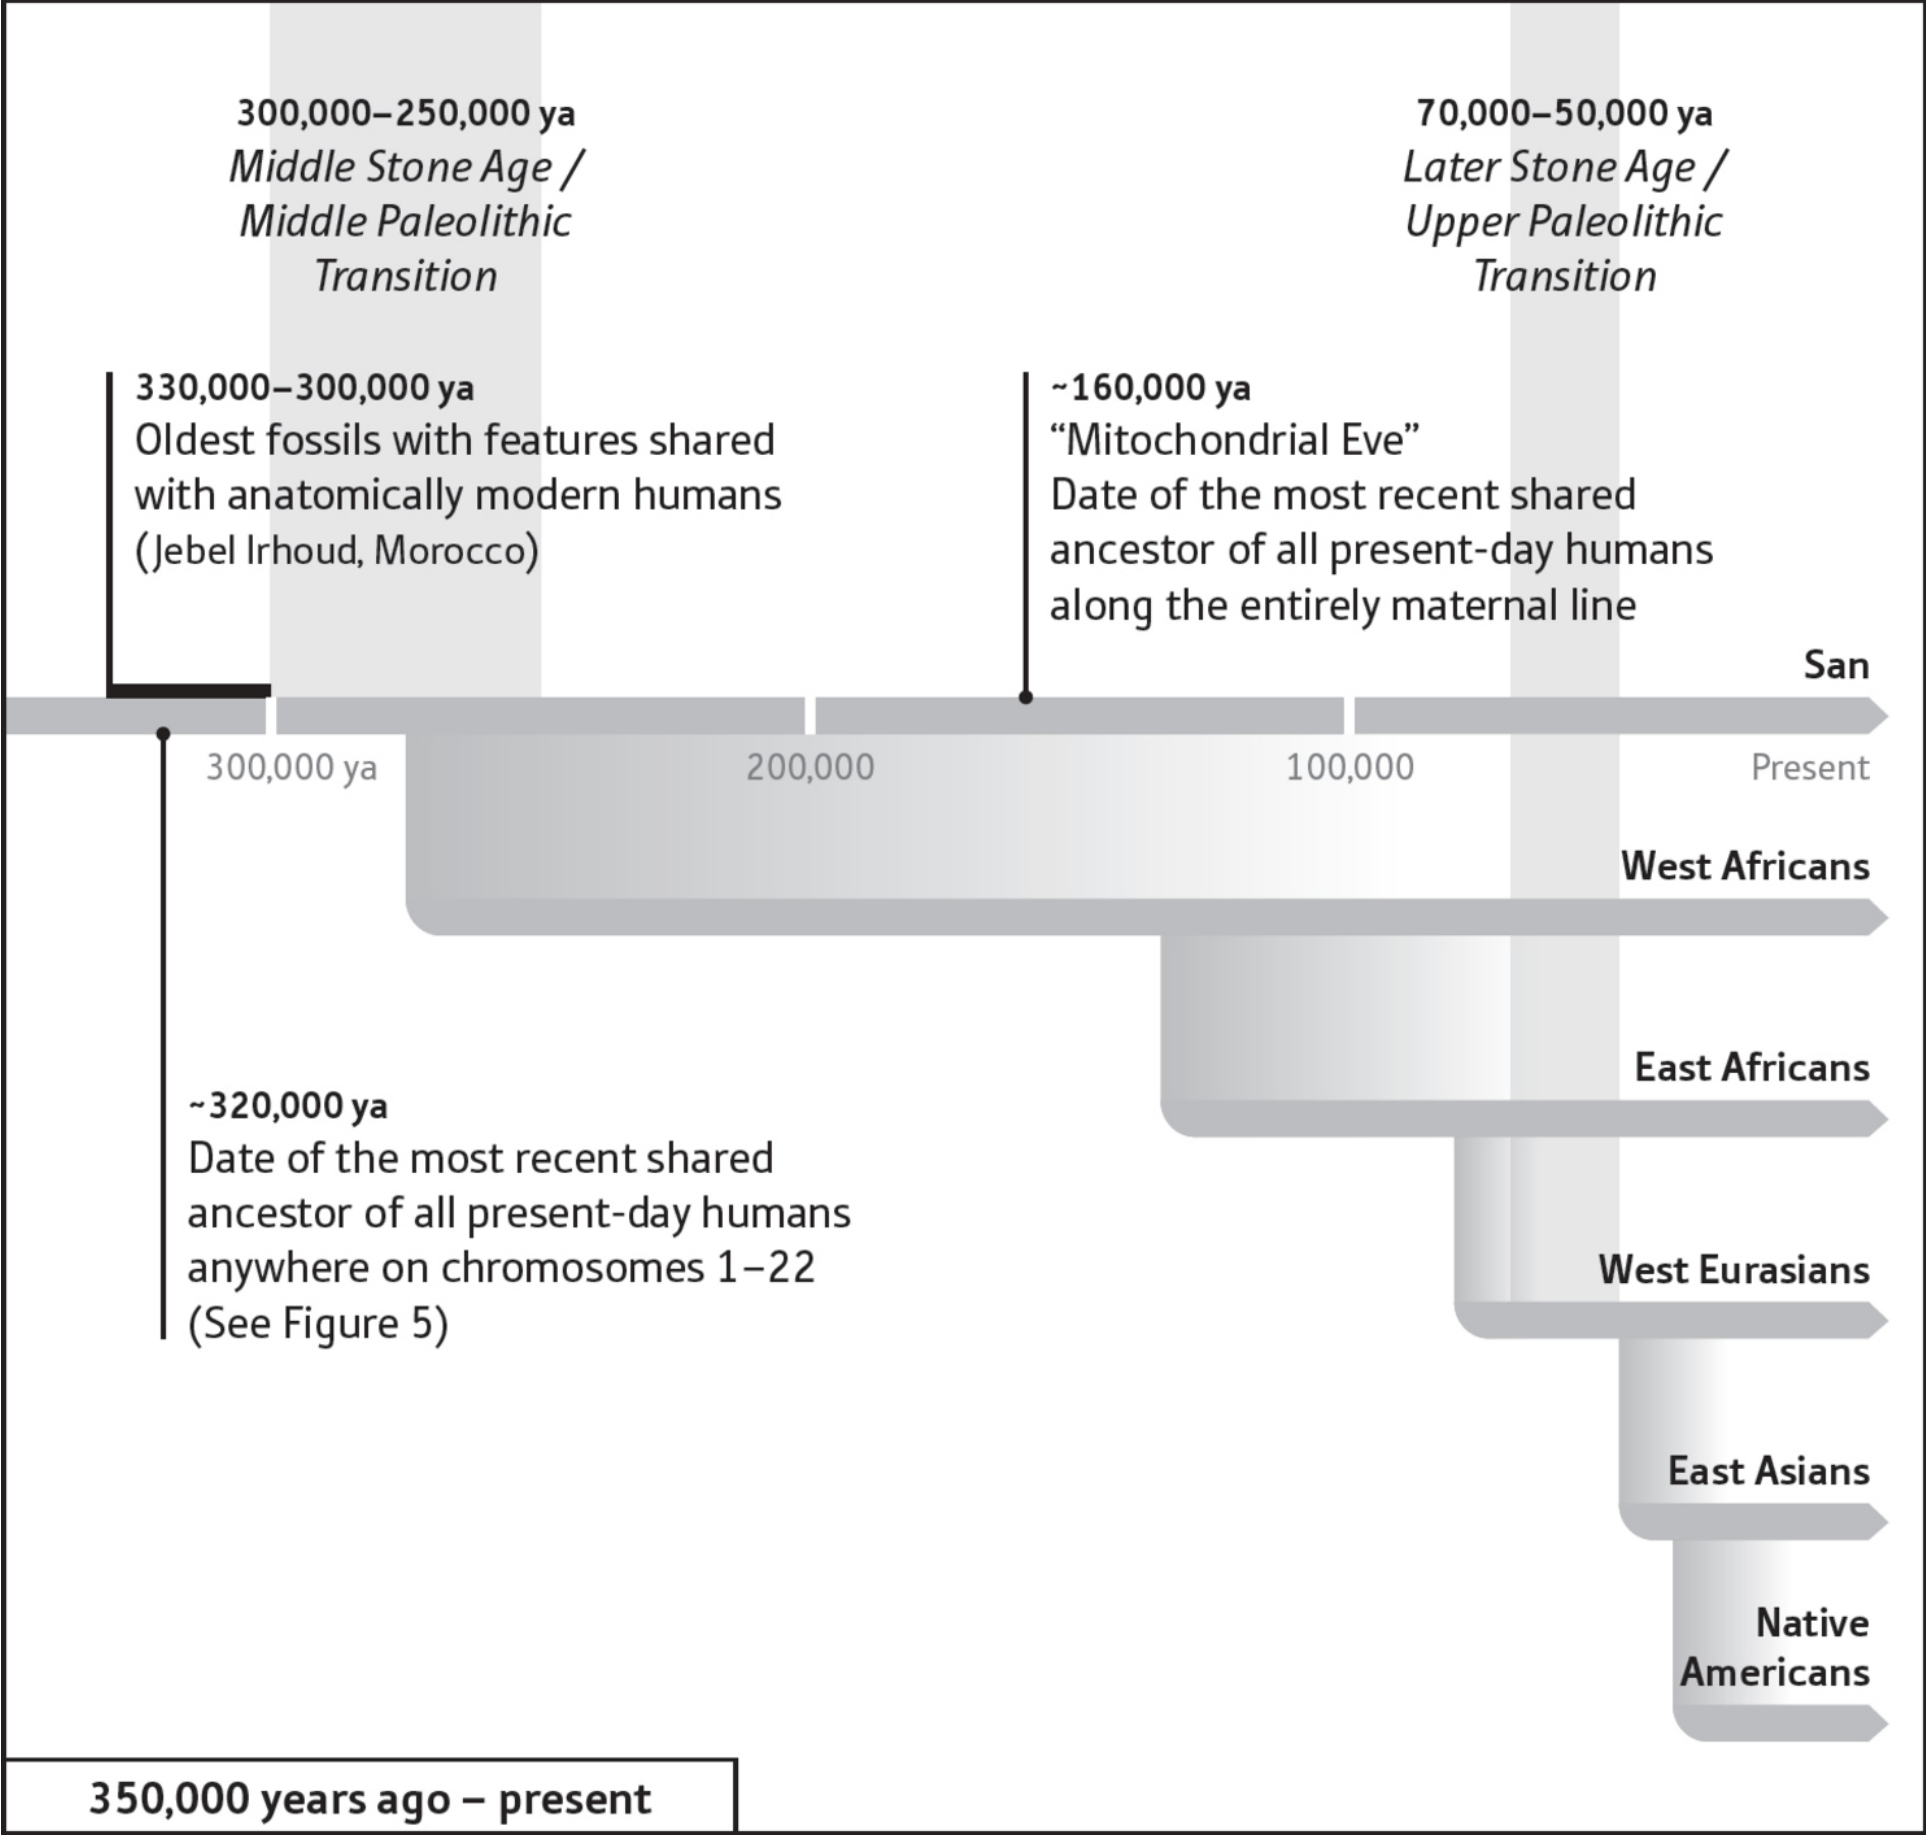 300,000–250,000 ya
Middle Stone Age /
Middle Paleolithic
Transition
70,000–50,000 ya
Later Stone Age /
Upper Paleolithic
Transition
330,000–300,000 ya
Oldest fossils with features shared
with anatomically modern humans
(Jebel Irhoud, Morocco)
~160,000 ya
“Mitochondrial Eve”
Date of the most recent shared
ancestor of all present-day humans
along the entirely maternal line
San
300,000 ya
200,000
100,000
Present
West Africans
East Africans
~320,000 ya
Date of the most recent shared
ancestor of all present-day humans
anywhere on chromosomes 1–22
(See Figure 5)
West Eurasians
East Asians
Native
Americans
350,000 years ago – present